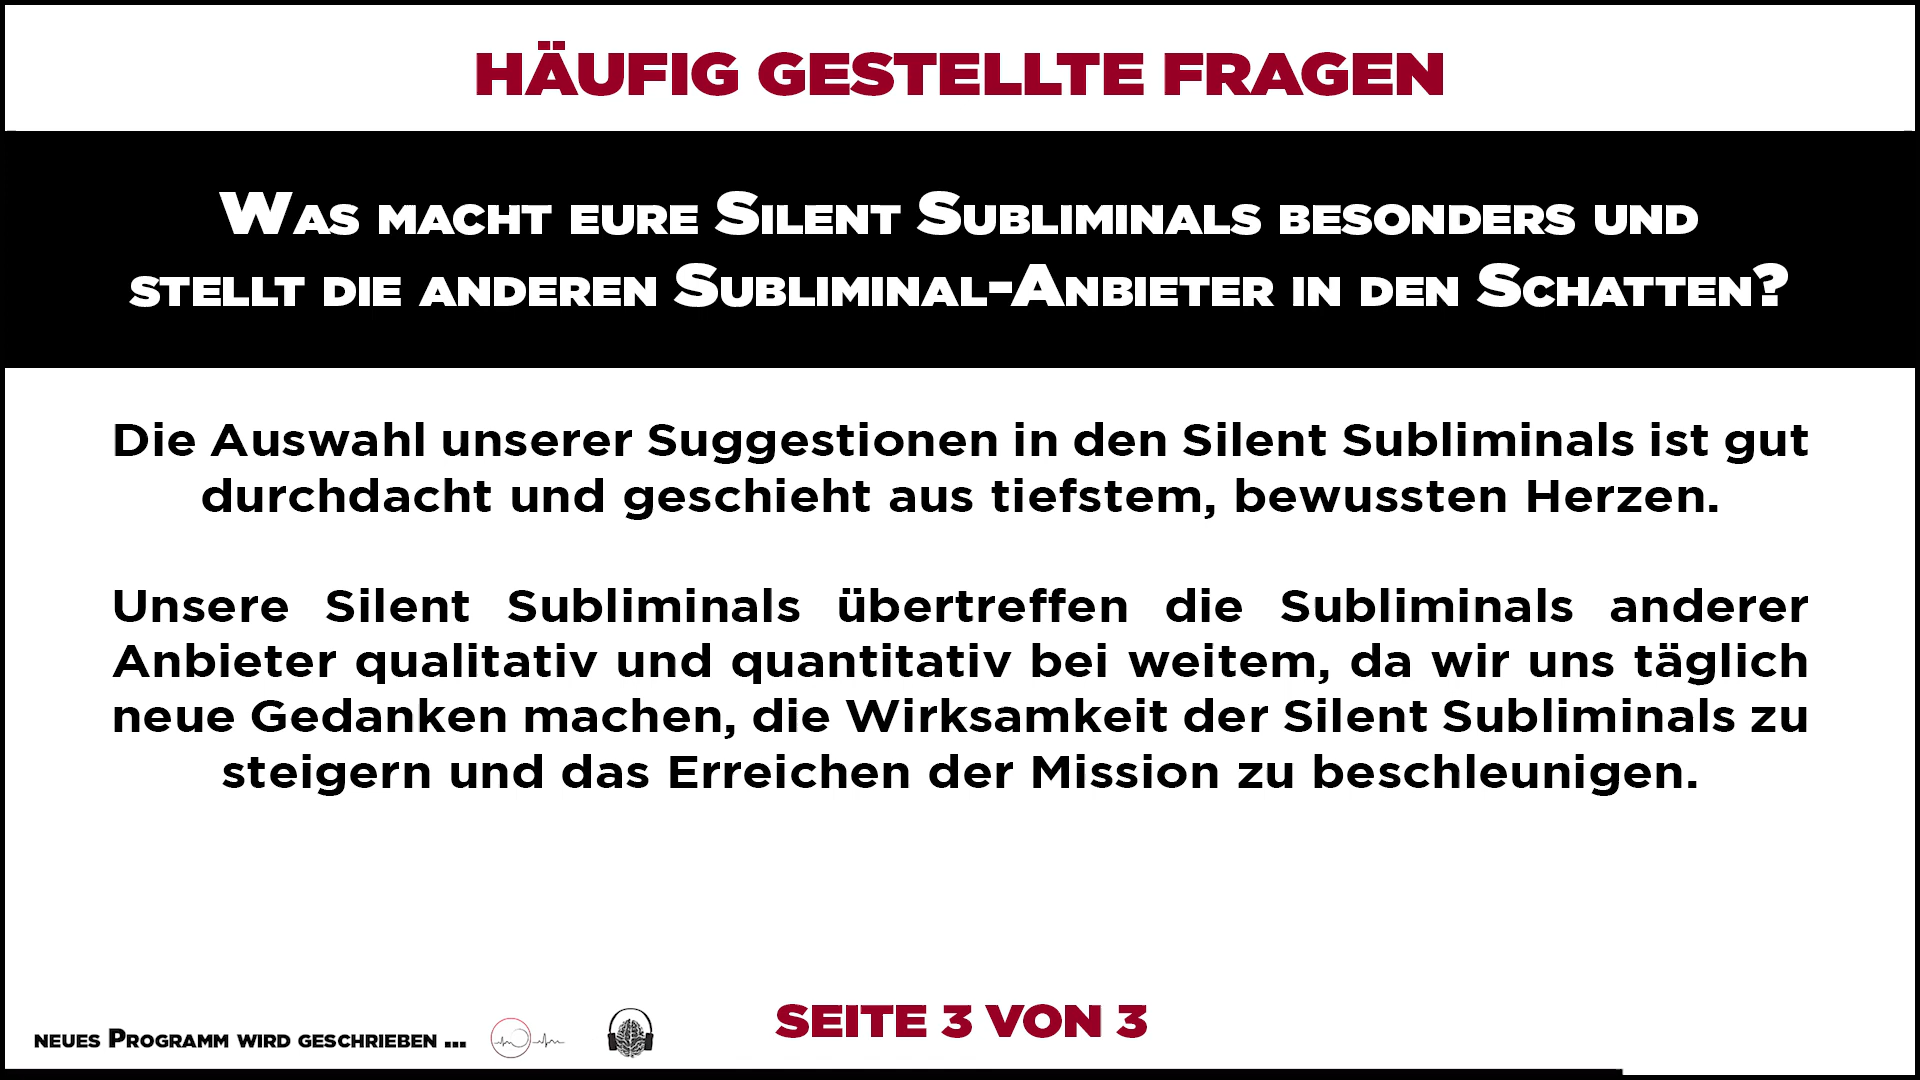 HÄUFIG GESTELLTE FRAGEN
Was macht eure Silent Subliminals besonders und
stellt die anderen Subliminal-Anbieter in den Schatten?
Die Auswahl unserer Suggestionen in den Silent Subliminals ist gut
durchdacht und geschieht aus tiefstem, bewussten Herzen.
Unsere Silent Subliminals übertreffen die Subliminals anderer
Anbieter qualitativ und quantitativ bei weitem, da wir uns täglich
neue Gedanken machen, die Wirksamkeit der Silent Subliminals zu
steigern und das Erreichen der Mission zu beschleunigen.
neues Programm wird geschrieben ...
SEITE 3 VON 3